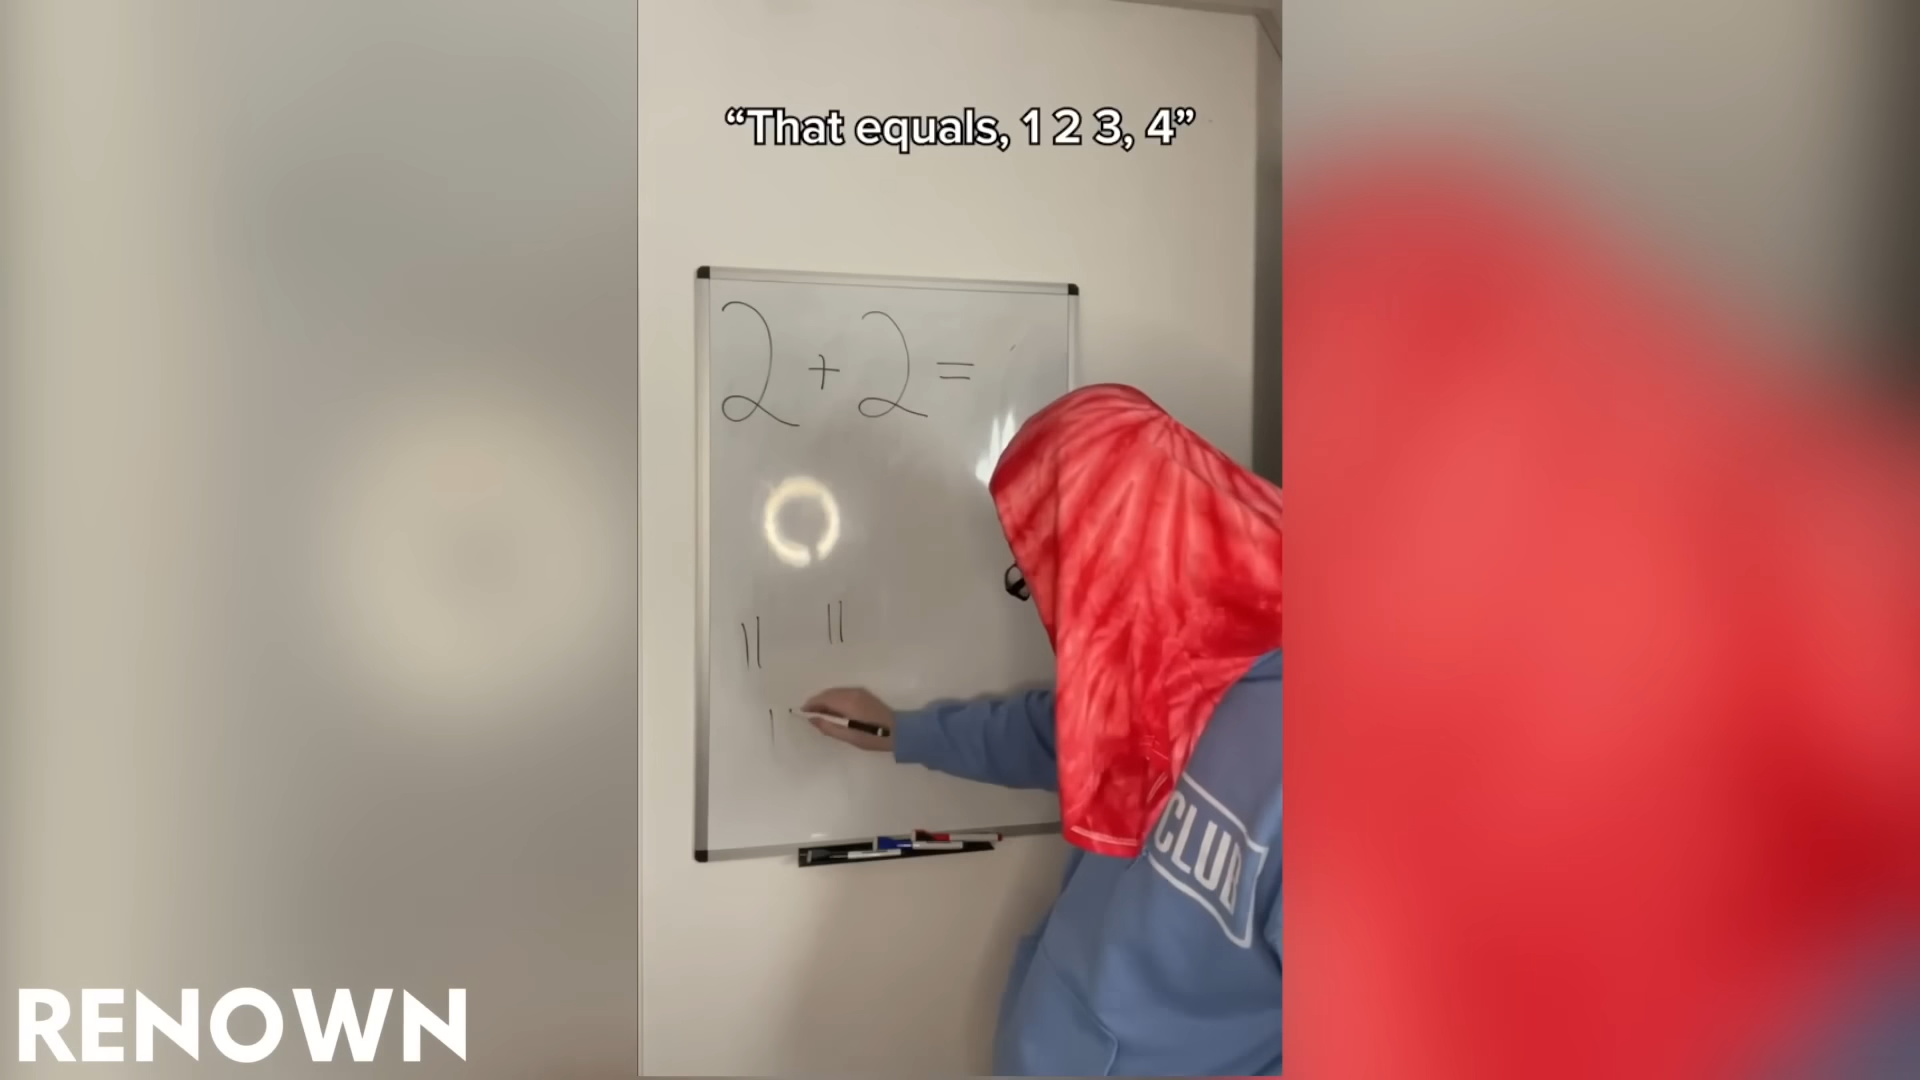 “That equals, 1 2 3, 4”
2 + 2 =
CLUB
RENOWN